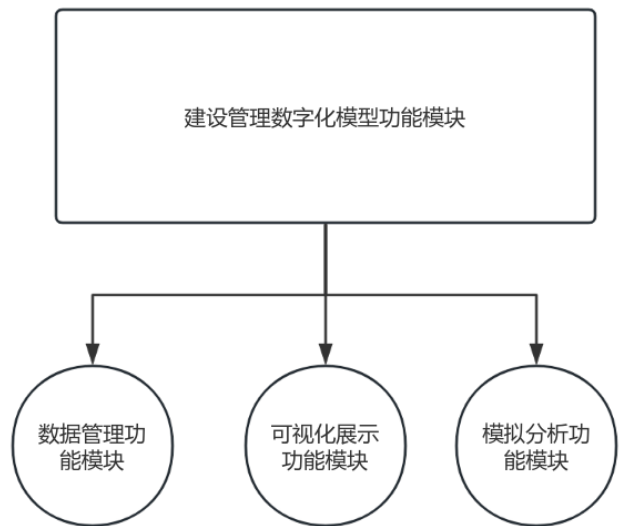 建设管理数字化模型功能模块
数据管理功
能模块
可视化展示
功能模块
模拟分析功
能模块